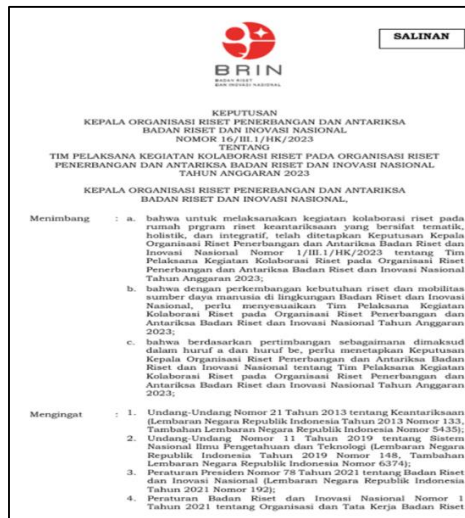 SALINAN
BRIN
BADAN RISET
DAN INOVASI NASIONAL
KEPUTUSAN
KEPALA ORGANISASI RISET PENERBANGAN DAN ANTARIKSA
BADAN RISET DAN INOVASI NASIONAL
NOMOR 16/III.1/HK/2023
TENTANG
TIM PELAKSANA KEGIATAN KOLABORASI RISET PADA ORGANISASI RISET
PENERBANGAN DAN ANTARIKSA BADAN RISET DAN INOVASI NASIONAL
TAHUN ANGGARAN 2023
KEPALA ORGANISASI RISET PENERBANGAN DAN ANTARIKSA
BADAN RISET DAN INOVASI NASIONAL,
Menimbang : a. bahwa untuk melaksanakan kegiatan kolaborasi riset pada
rumah prgram riset keantariksaan yang bersifat tematik,
holistik, dan integratif, telah ditetapkan Keputusan Kepala
Organisasi Riset Penerbangan dan Antariksa Badan Riset dan
Inovasi Nasional Nomor 1/III.1/HK/2023 tentang Tim
Pelaksana Kegiatan Kolaborasi Riset pada Organisasi Riset
Penerbangan dan Antariksa Badan Riset dan Inovasi Nasional
Tahun Anggaran 2023;
b. bahwa dengan perkembangan kebutuhan riset dan mobilitas
sumber daya manusia di lingkungan Badan Riset dan Inovasi
Nasional, perlu menyesuaikan Tim Pelaksana Kegiatan
Kolaborasi Riset pada Organisasi Riset Penerbangan dan
Antariksa Badan Riset dan Inovasi Nasional Tahun Anggaran
2023;
c. bahwa berdasarkan pertimbangan sebagaimana dimaksud
dalam huruf a dan huruf be, perlu menetapkan Keputusan
Kepala Organisasi Riset Penerbangan dan Antariksa Badan
Riset dan Inovasi Nasional tentang Tim Pelaksana Kegiatan
Kolaborasi Riset pada Organisasi Riset Penerbangan dan
Antariksa Badan Riset dan Inovasi Nasional Tahun Anggaran
2023;
Mengingat : 1. Undang-Undang Nomor 21 Tahun 2013 tentang Keantariksaan
(Lembaran Negara Republik Indonesia Tahun 2013 Nomor 133,
Tambahan Lembaran Negara Republik Indonesia Nomor 5435);
2. Undang-Undang Nomor 11 Tahun 2019 tentang Sistem
Nasional Ilmu Pengetahuan dan Teknologi (Lembaran Negara
Republik Indonesia Tahun 2019 Nomor 148, Tambahan
Lembaran Negara Republik Indonesia Nomor 6374);
3. Peraturan Presiden Nomor 78 Tahun 2021 tentang Badan Riset
dan Inovasi Nasional (Lembaran Negara Republik Indonesia
Tahun 2021 Nomor 192);
4. Peraturan Badan Riset dan Inovasi Nasional Nomor 1
Tahun 2021 tentang Organisasi dan Tata Kerja Badan Riset